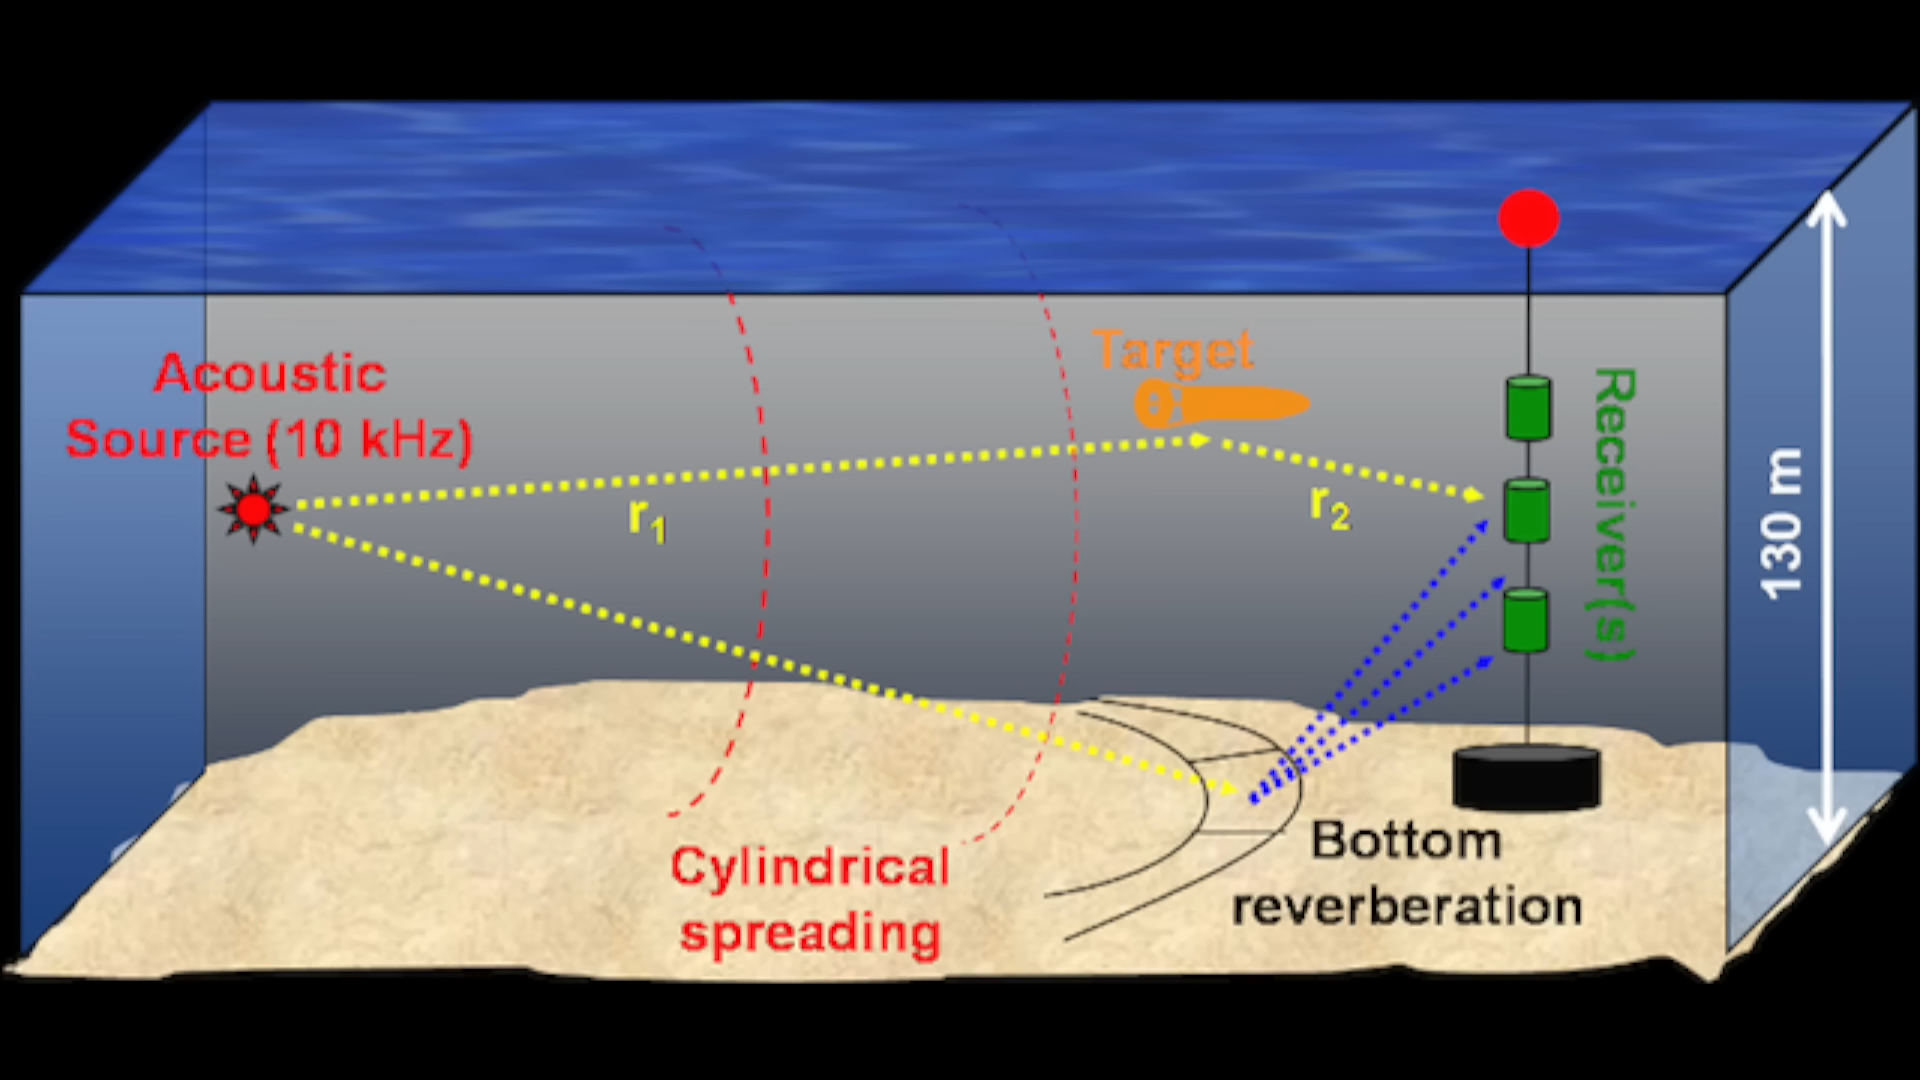 Acoustic
Source (10 kHz)
Target
r₁
r₂
Receiver(s)
130 m
Cylindrical
spreading
Bottom
reverberation